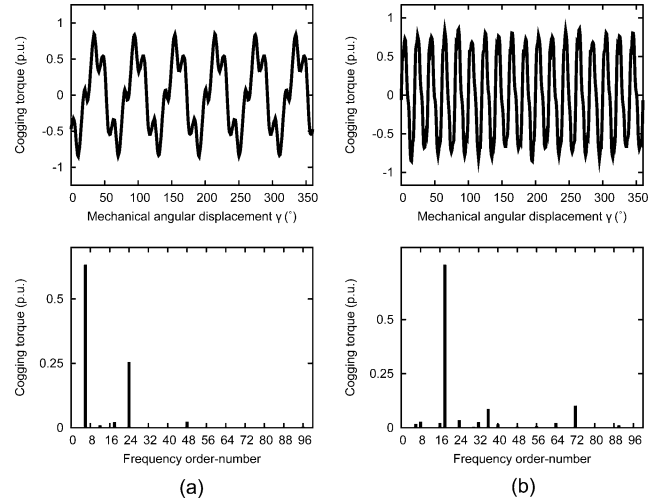 Cogging torque (p.u.)
1
0.5
0
-0.5
-1
0 50 100 150 200 250 300 350
Mechanical angular displacement γ (°)
Cogging torque (p.u.)
1
0.5
0
-0.5
-1
0 50 100 150 200 250 300 350
Mechanical angular displacement γ (°)
Cogging torque (p.u.)
0.5
0.25
0
0 8 16 24 32 40 48 56 64 72 80 88 96
Frequency order-number
(a)
Cogging torque (p.u.)
0.5
0.25
0
0 8 16 24 32 40 48 56 64 72 80 88 96
Frequency order-number
(b)